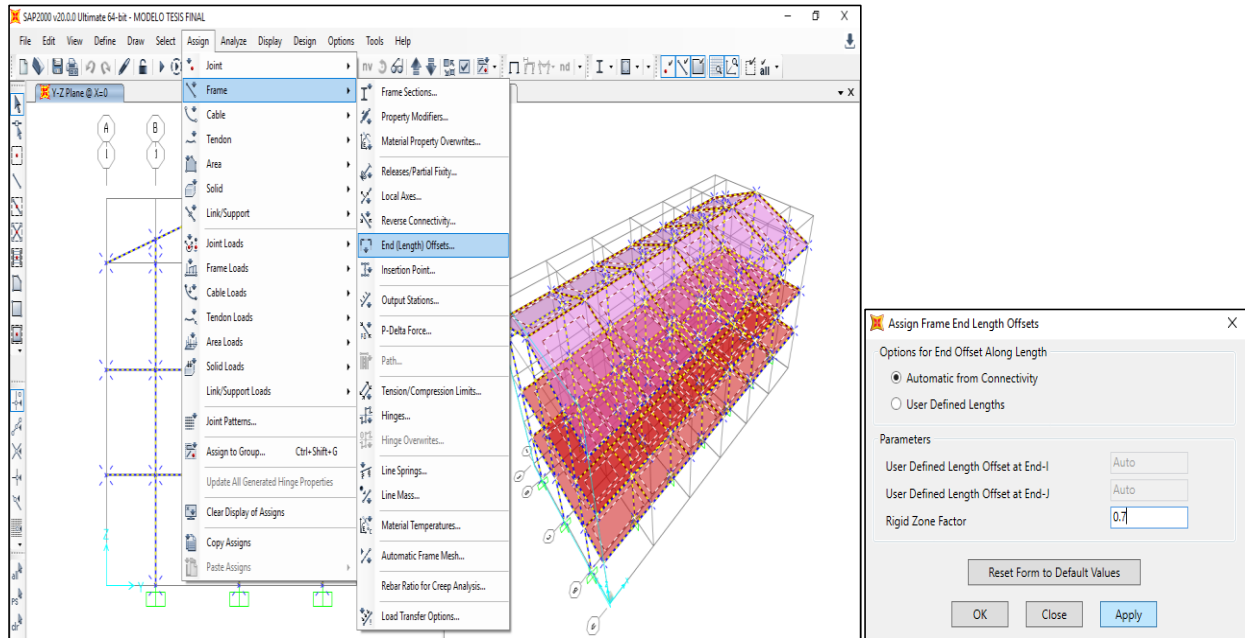 SAP2000 v20.0.0 Ultimate 64-bit - MODELO TESIS FINAL
File Edit View Define Draw Select Assign Analyze Display Design Options Tools Help
nv
nd
all
Y-Z Plane @ X=0
A
B
1
1
Z
Y
all
PS
dr
Joint
Frame
Cable
Tendon
Area
Solid
Link/Support
Joint Loads
Frame Loads
Cable Loads
Tendon Loads
Area Loads
Solid Loads
Link/Support Loads
Joint Patterns...
Assign to Group... Ctrl+Shift+G
Update All Generated Hinge Properties
Clear Display of Assigns
Copy Assigns
Paste Assigns
Frame Sections...
Property Modifiers...
Material Property Overwrites...
Releases/Partial Fixity...
Local Axes...
Reverse Connectivity...
End (Length) Offsets...
Insertion Point...
Output Stations...
P-Delta Force...
Path...
Tension/Compression Limits...
Hinges...
Hinge Overwrites...
Line Springs...
Line Mass...
Material Temperatures...
Automatic Frame Mesh...
Rebar Ratio for Creep Analysis...
Load Transfer Options...
Assign Frame End Length Offsets
Options for End Offset Along Length
Automatic from Connectivity
User Defined Lengths
Parameters
User Defined Length Offset at End-I Auto
User Defined Length Offset at End-J Auto
Rigid Zone Factor 0.7
Reset Form to Default Values
OK Close Apply